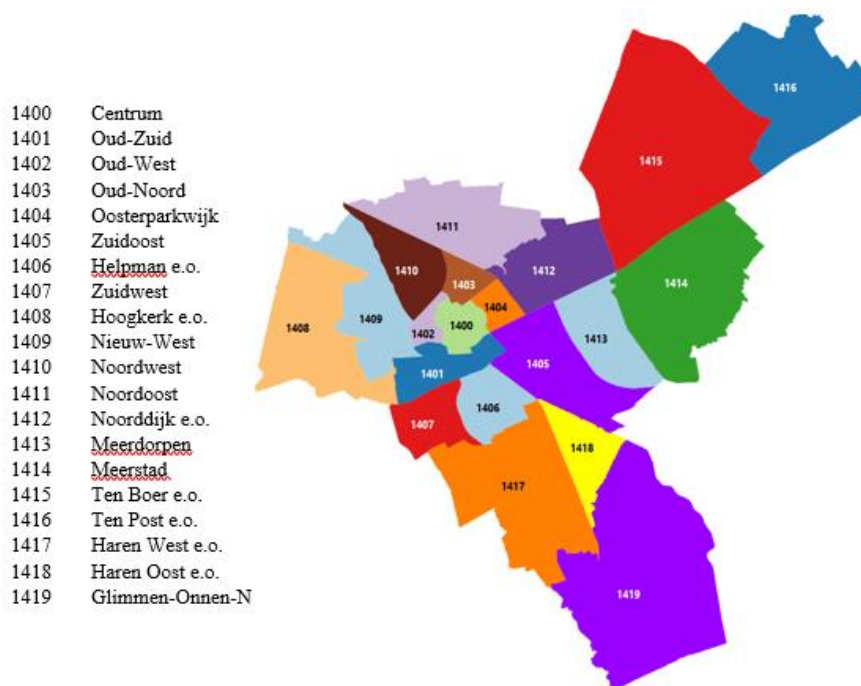 1400 Centrum
1401 Oud-Zuid
1402 Oud-West
1403 Oud-Noord
1404 Oosterparkwijk
1405 Zuidoost
1406 Helpman e.o.
1407 Zuidwest
1408 Hoogkerk e.o.
1409 Nieuw-West
1410 Noordwest
1411 Noordoost
1412 Noorddijk e.o.
1413 Meerdorpen
1414 Meerstad
1415 Ten Boer e.o.
1416 Ten Post e.o.
1417 Haren West e.o.
1418 Haren Oost e.o.
1419 Glimmen-Onnen-N
1416
1415
1411
1412
1410
1403
1414
1404
1409
1408
1402
1400
1413
1405
1401
1406
1407
1418
1417
1419